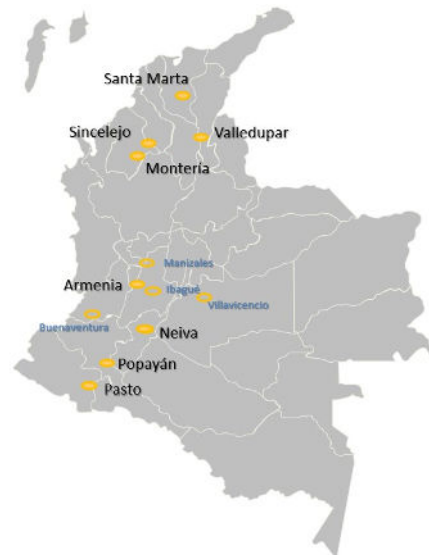 Santa Marta
Sincelejo
Valledupar
Montería
Manizales
Armenia
Ibagué
Villavicencio
Buenaventura
Neiva
Popayán
Pasto